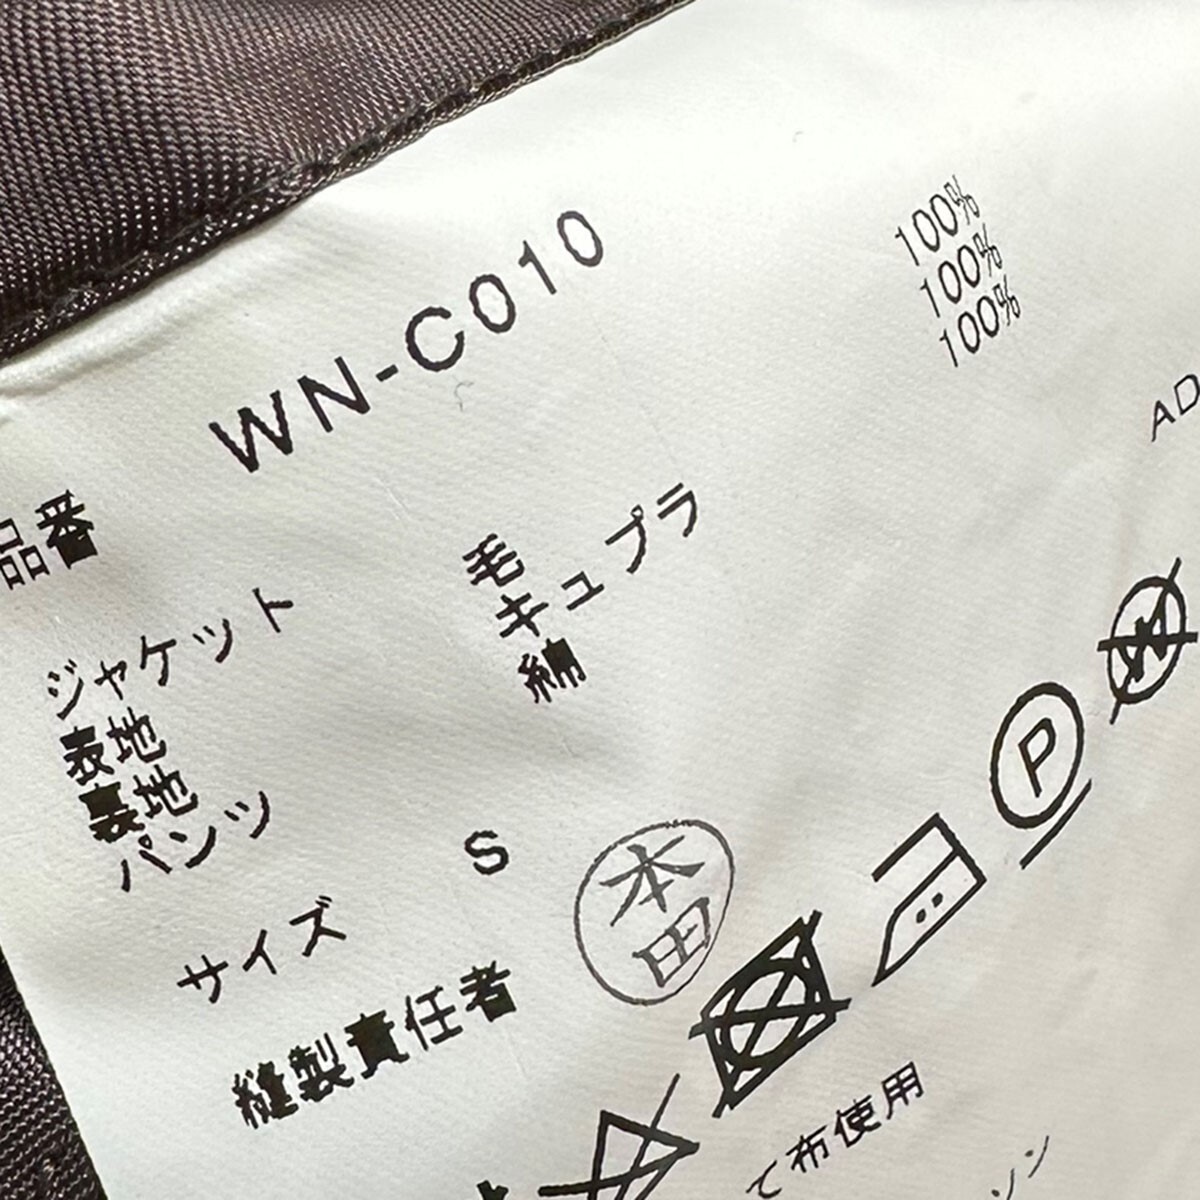 品番 WN-C010
ジャケット
表地 毛 100%
裏地 キュプラ 100%
パンツ 綿 100%
サイズ S
縫製責任者 本田
AD
P
て布使用
ソン